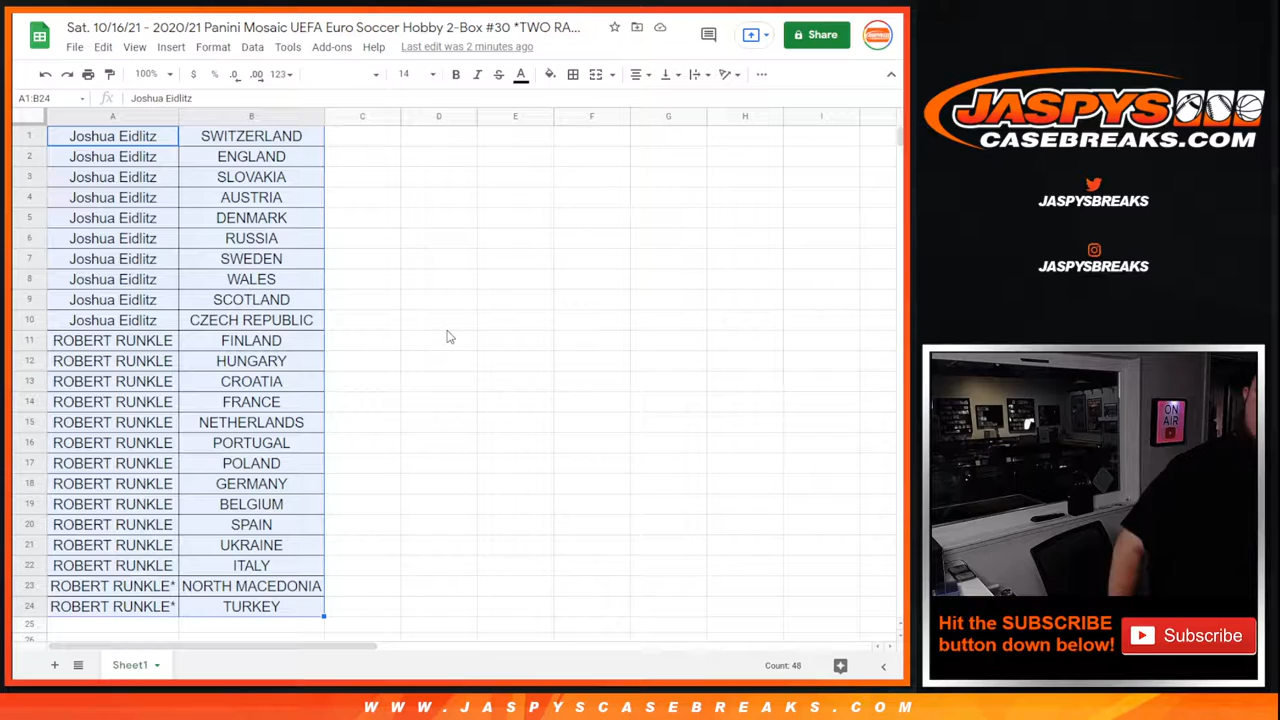 Sat. 10/16/21 - 2020/21 Panini Mosaic UEFA Euro Soccer Hobby 2-Box #30 *TWO RA...
File Edit View Insert Format Data Tools Add-ons Help Last edit was 2 minutes ago
Share
100% $ % .0 .00 123 14 B I S A
A1:B24 fx Joshua Eidlitz
A B C D E F G H I
1 Joshua Eidlitz SWITZERLAND
2 Joshua Eidlitz ENGLAND
3 Joshua Eidlitz SLOVAKIA
4 Joshua Eidlitz AUSTRIA
5 Joshua Eidlitz DENMARK
6 Joshua Eidlitz RUSSIA
7 Joshua Eidlitz SWEDEN
8 Joshua Eidlitz WALES
9 Joshua Eidlitz SCOTLAND
10 Joshua Eidlitz CZECH REPUBLIC
11 ROBERT RUNKLE FINLAND
12 ROBERT RUNKLE HUNGARY
13 ROBERT RUNKLE CROATIA
14 ROBERT RUNKLE FRANCE
15 ROBERT RUNKLE NETHERLANDS
16 ROBERT RUNKLE PORTUGAL
17 ROBERT RUNKLE POLAND
18 ROBERT RUNKLE GERMANY
19 ROBERT RUNKLE BELGIUM
20 ROBERT RUNKLE SPAIN
21 ROBERT RUNKLE UKRAINE
22 ROBERT RUNKLE ITALY
23 ROBERT RUNKLE* NORTH MACEDONIA
24 ROBERT RUNKLE* TURKEY
25
26
Sheet1 Count: 48
JASPYS
CASEBREAKS.COM
JASPYSBREAKS
JASPYSBREAKS
ON
AIR
Hit the SUBSCRIBE
button down below!
Subscribe
WWW.JASPYSCASEBREAKS.COM